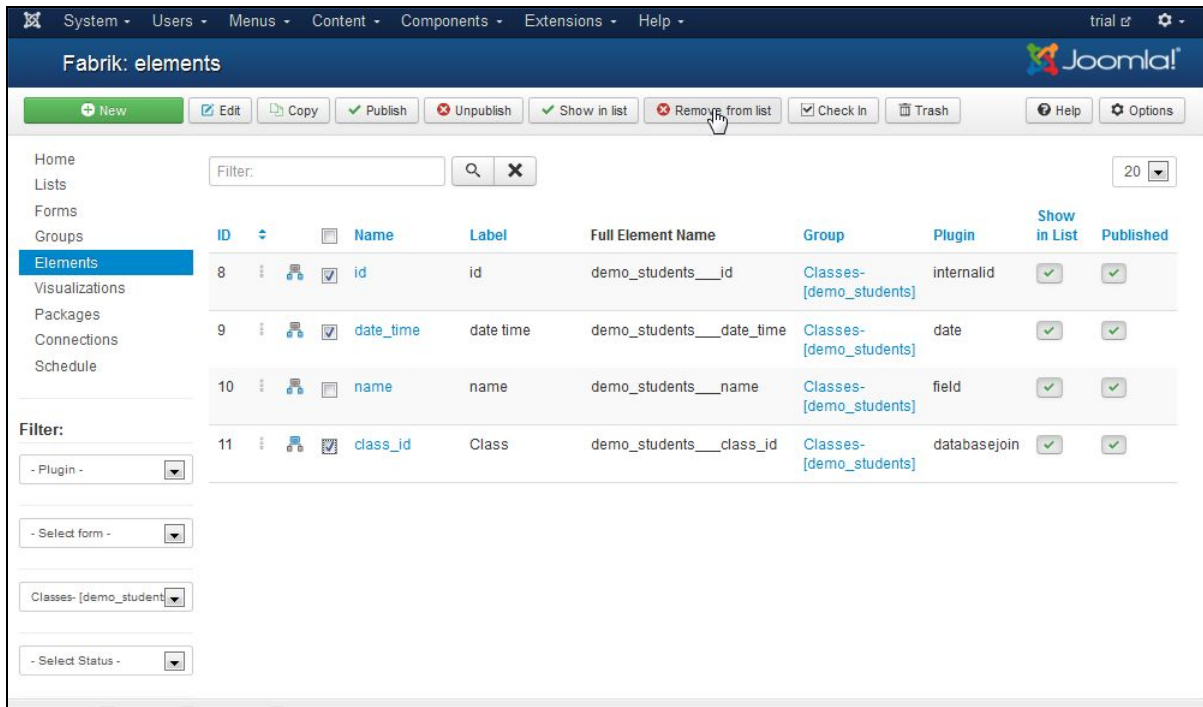 System Users Menus Content Components Extensions Help trial
Fabrik: elements
Joomla!
New Edit Copy Publish Unpublish Show in list Remove from list Check In Trash Help Options
Home
Lists
Forms
Groups
Elements
Visualizations
Packages
Connections
Schedule
Filter:
- Plugin -
- Select form -
Classes- [demo_student
- Select Status -
Filter:
20
ID Name Label Full Element Name Group Plugin Show in List Published
8 id id demo_students___id Classes- [demo_students] internalid
9 date_time date time demo_students___date_time Classes- [demo_students] date
10 name name demo_students___name Classes- [demo_students] field
11 class_id Class demo_students___class_id Classes- [demo_students] databasejoin